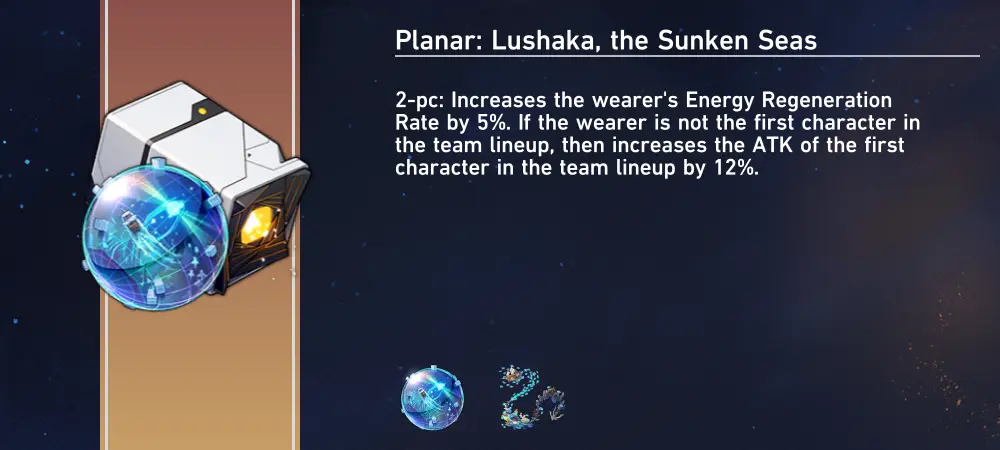 Planar: Lushaka, the Sunken Seas
2-pc: Increases the wearer's Energy Regeneration
Rate by 5%. If the wearer is not the first character in
the team lineup, then increases the ATK of the first
character in the team lineup by 12%.